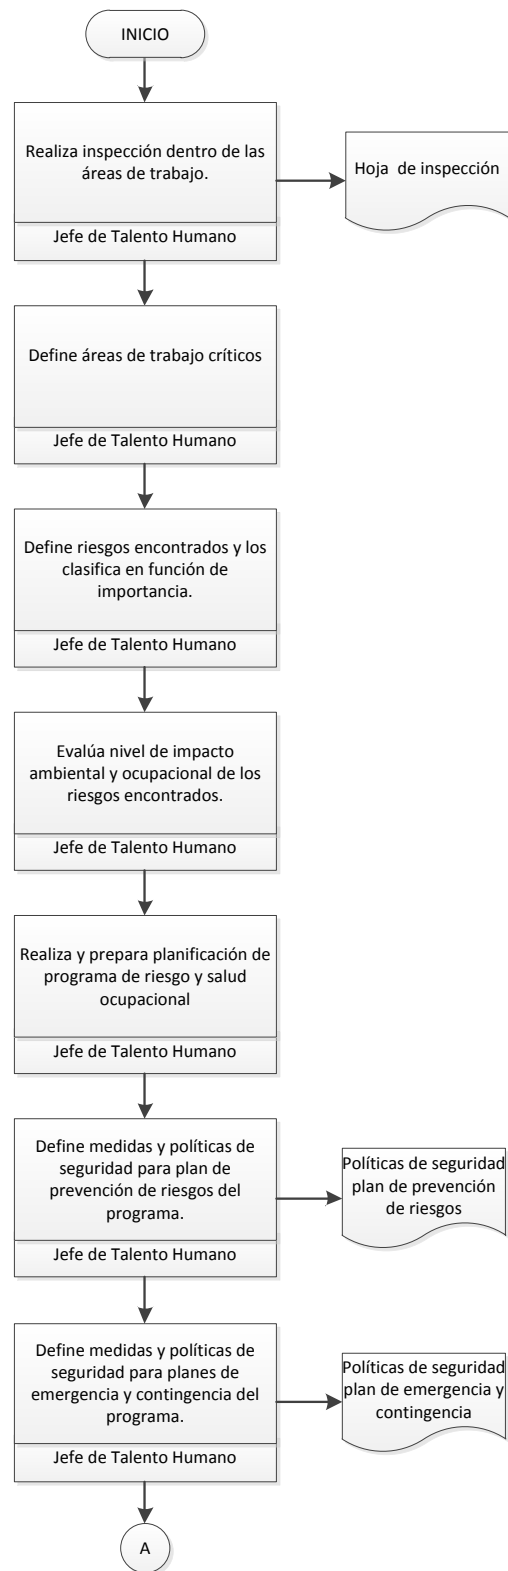 INICIO
Realiza inspección dentro de las
áreas de trabajo.
Jefe de Talento Humano
Hoja de inspección
Define áreas de trabajo críticos
Jefe de Talento Humano
Define riesgos encontrados y los
clasifica en función de
importancia.
Jefe de Talento Humano
Evalúa nivel de impacto
ambiental y ocupacional de los
riesgos encontrados.
Jefe de Talento Humano
Realiza y prepara planificación de
programa de riesgo y salud
ocupacional
Jefe de Talento Humano
Define medidas y políticas de
seguridad para plan de
prevención de riesgos del
programa.
Jefe de Talento Humano
Políticas de seguridad
plan de prevención
de riesgos
Define medidas y políticas de
seguridad para planes de
emergencia y contingencia del
programa.
Jefe de Talento Humano
Políticas de seguridad
plan de emergencia y
contingencia
A